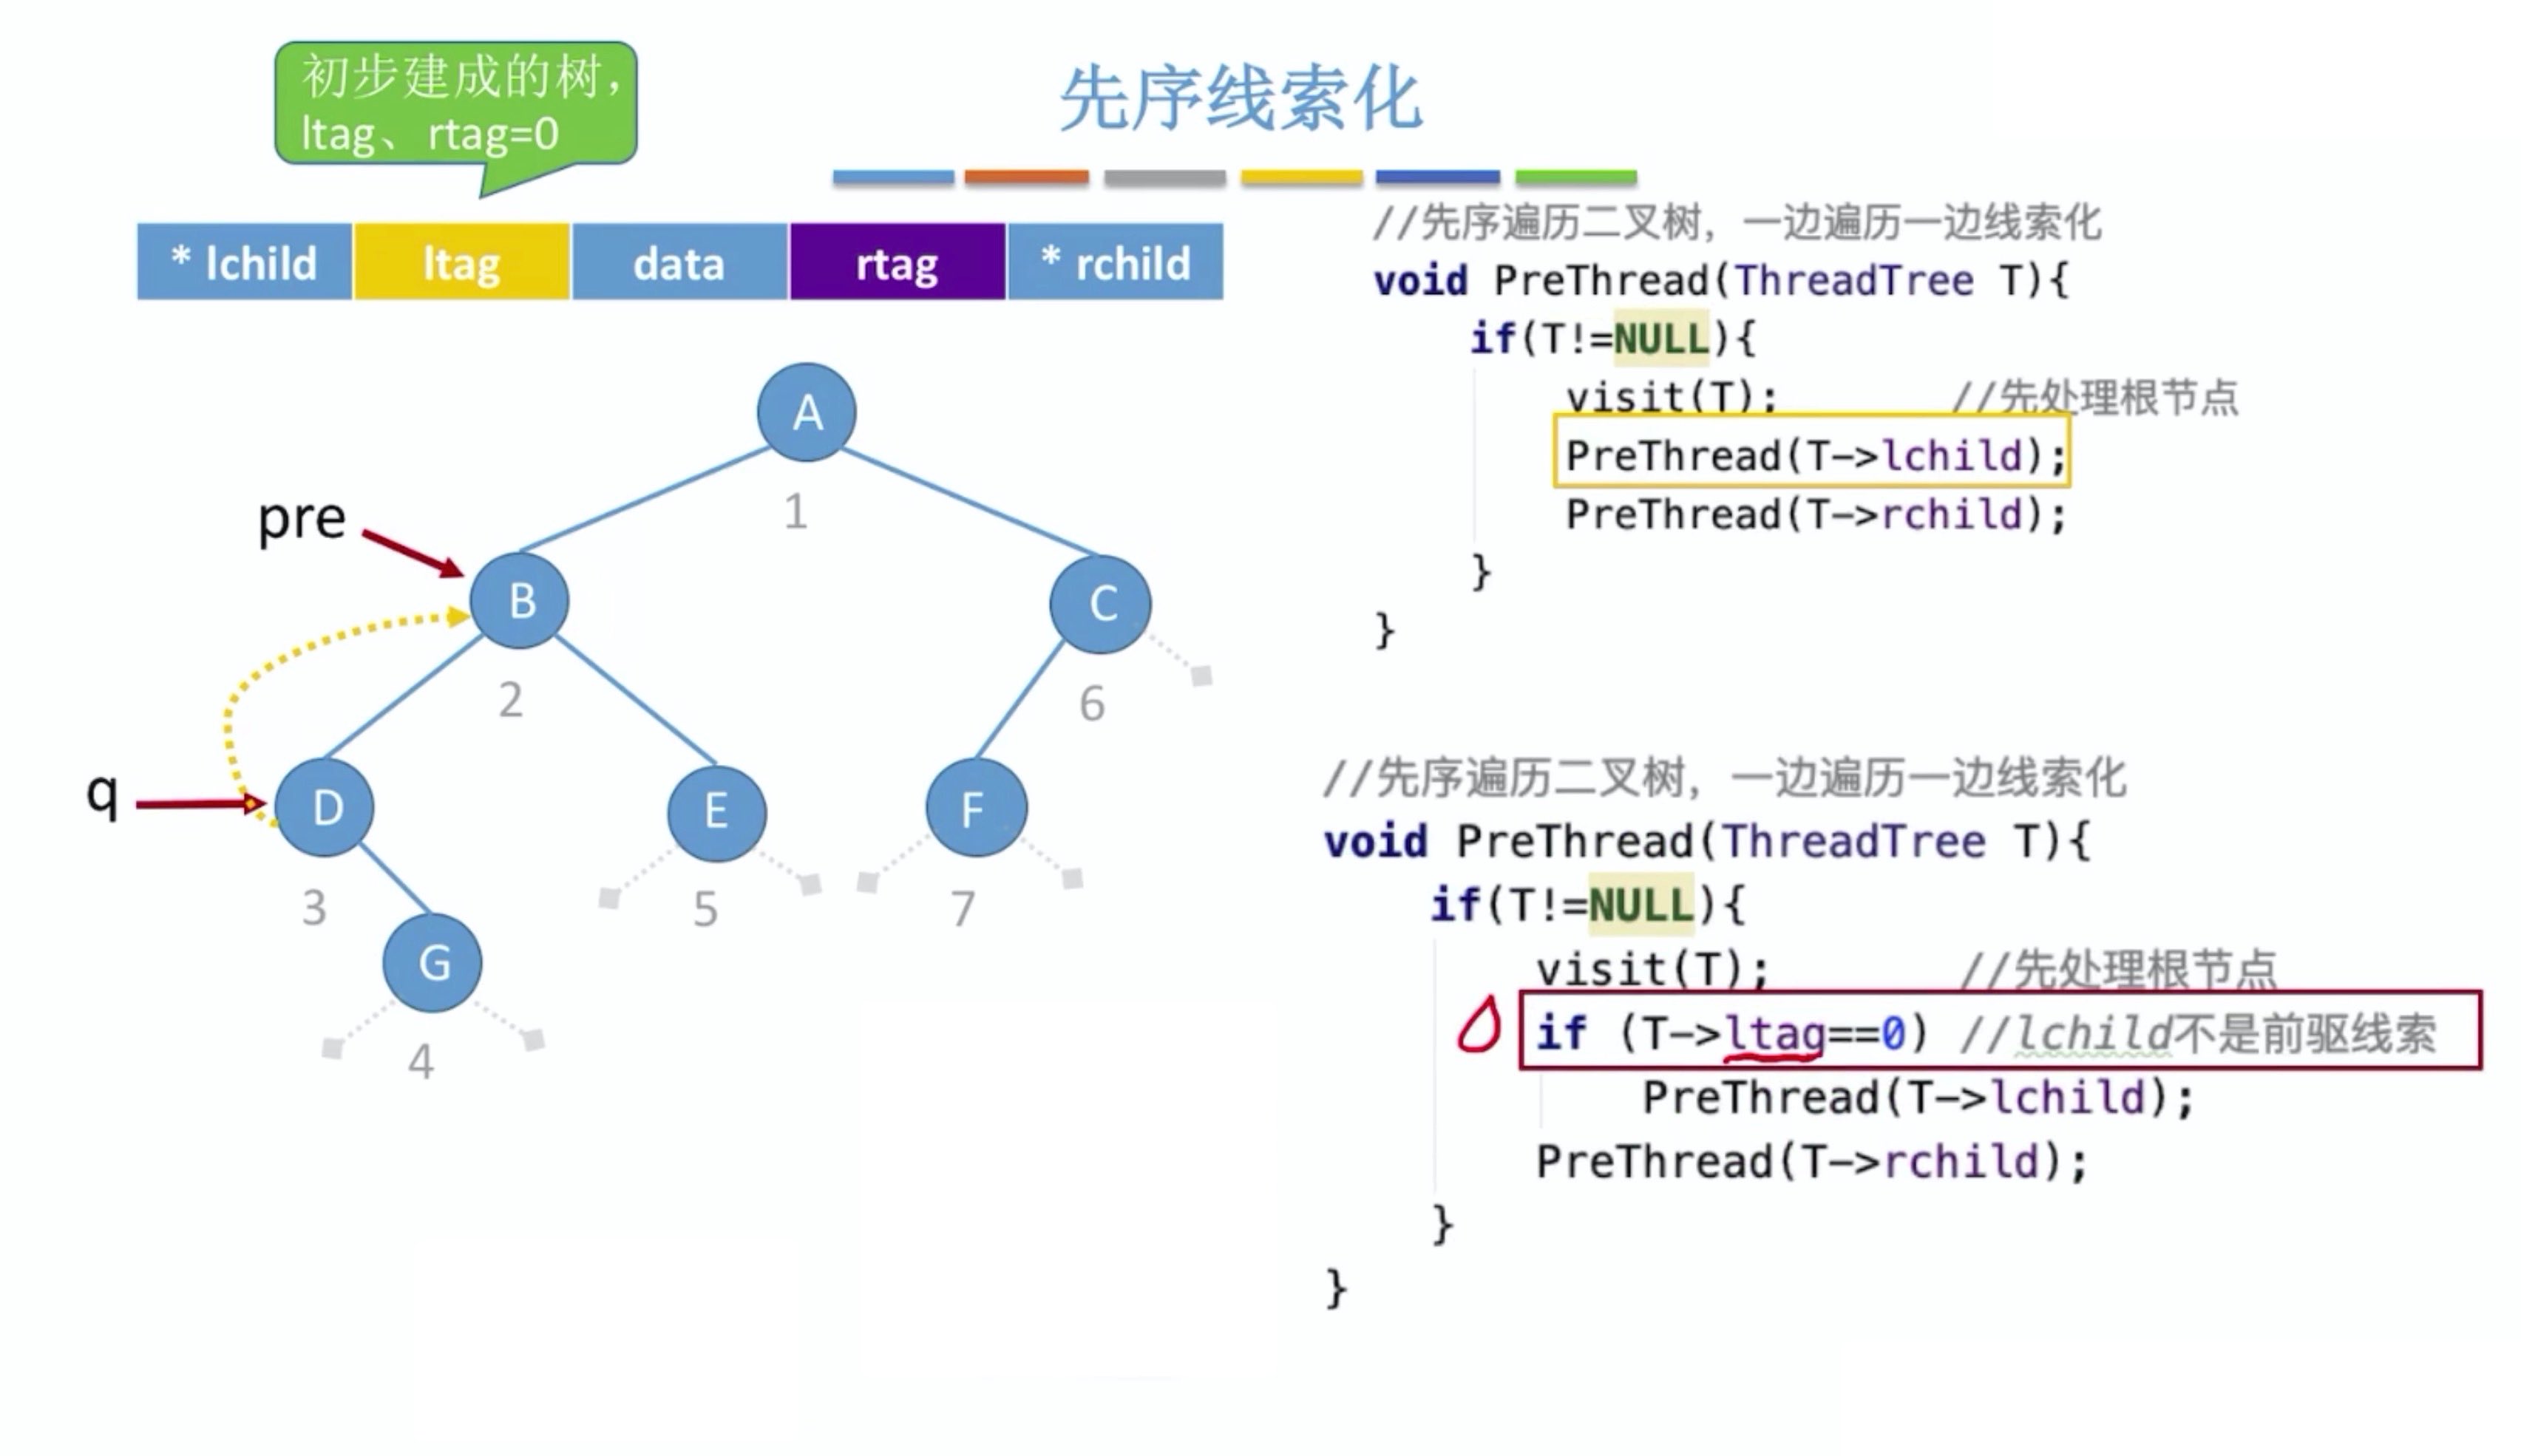 初步建成的树，
ltag、rtag=0
先序线索化
* lchild ltag data rtag * rchild
A
1
pre
B
2
C
6
q
D
3
E
5
F
7
G
4
//先序遍历二叉树，一边遍历一边线索化
void PreThread(ThreadTree T){
if(T!=NULL){
visit(T); //先处理根节点
PreThread(T->lchild);
PreThread(T->rchild);
}
}
//先序遍历二叉树，一边遍历一边线索化
void PreThread(ThreadTree T){
if(T!=NULL){
visit(T); //先处理根节点
if (T->ltag==0) //lchild不是前驱线索
PreThread(T->lchild);
PreThread(T->rchild);
}
}